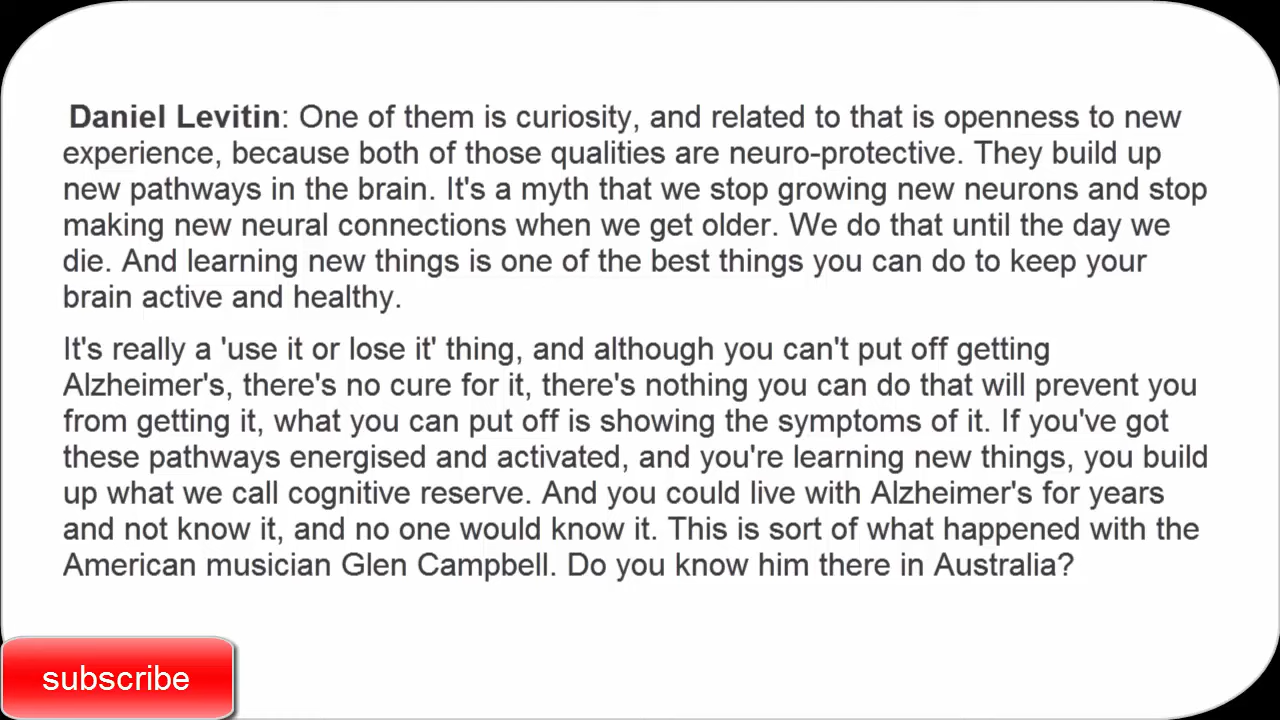 Daniel Levitin: One of them is curiosity, and related to that is openness to new
experience, because both of those qualities are neuro-protective. They build up
new pathways in the brain. It's a myth that we stop growing new neurons and stop
making new neural connections when we get older. We do that until the day we
die. And learning new things is one of the best things you can do to keep your
brain active and healthy.
It's really a 'use it or lose it' thing, and although you can't put off getting
Alzheimer's, there's no cure for it, there's nothing you can do that will prevent you
from getting it, what you can put off is showing the symptoms of it. If you've got
these pathways energised and activated, and you're learning new things, you build
up what we call cognitive reserve. And you could live with Alzheimer's for years
and not know it, and no one would know it. This is sort of what happened with the
American musician Glen Campbell. Do you know him there in Australia?
subscribe